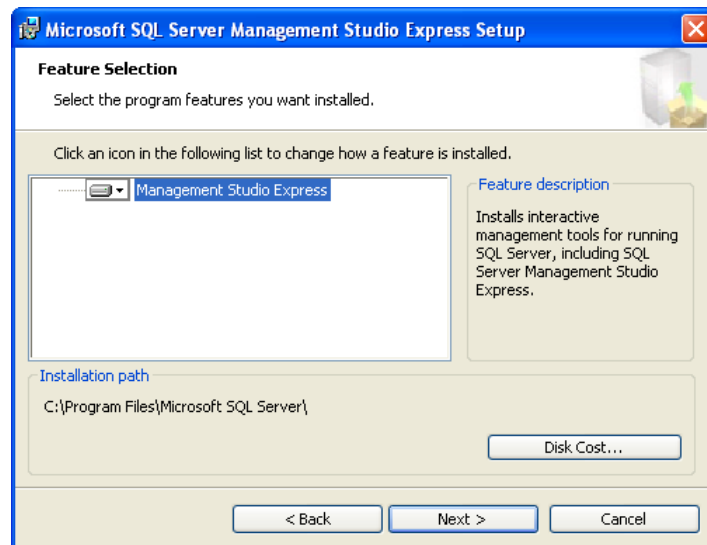 Microsoft SQL Server Management Studio Express Setup
Feature Selection
Select the program features you want installed.
Click an icon in the following list to change how a feature is installed.
Management Studio Express
Feature description
Installs interactive
management tools for running
SQL Server, including SQL
Server Management Studio
Express.
Installation path
C:\Program Files\Microsoft SQL Server\
Disk Cost...
< Back
Next >
Cancel